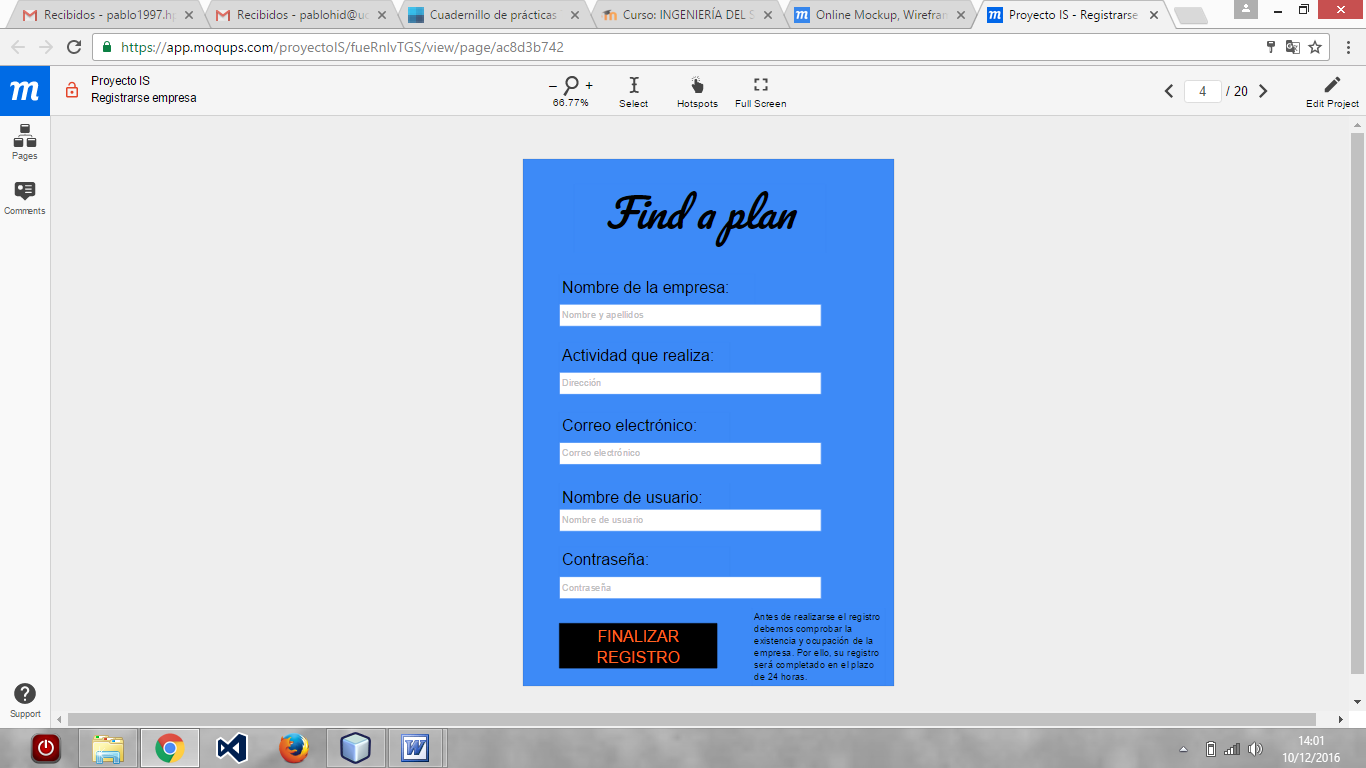 Recibidos - pablo1997.h
Recibidos - pablohid@u
Cuadernillo de prácticas
Curso: INGENIERÍA DEL S
Online Mockup, Wirefran
Proyecto IS - Registrarse
https://app.moqups.com/proyectoIS/fueRnIvTGS/view/page/ac8d3b742
m
Proyecto IS
Registrarse empresa
– +
66.77%
Select
Hotspots
Full Screen
4 / 20
Edit Project
Pages
Comments
Find a plan
Nombre de la empresa:
Nombre y apellidos
Actividad que realiza:
Dirección
Correo electrónico:
Correo electrónico
Nombre de usuario:
Nombre de usuario
Contraseña:
Contraseña
FINALIZAR
REGISTRO
Antes de realizarse el registro
debemos comprobar la
existencia y ocupación de la
empresa. Por ello, su registro
será completado en el plazo
de 24 horas.
Support
14:01
10/12/2016